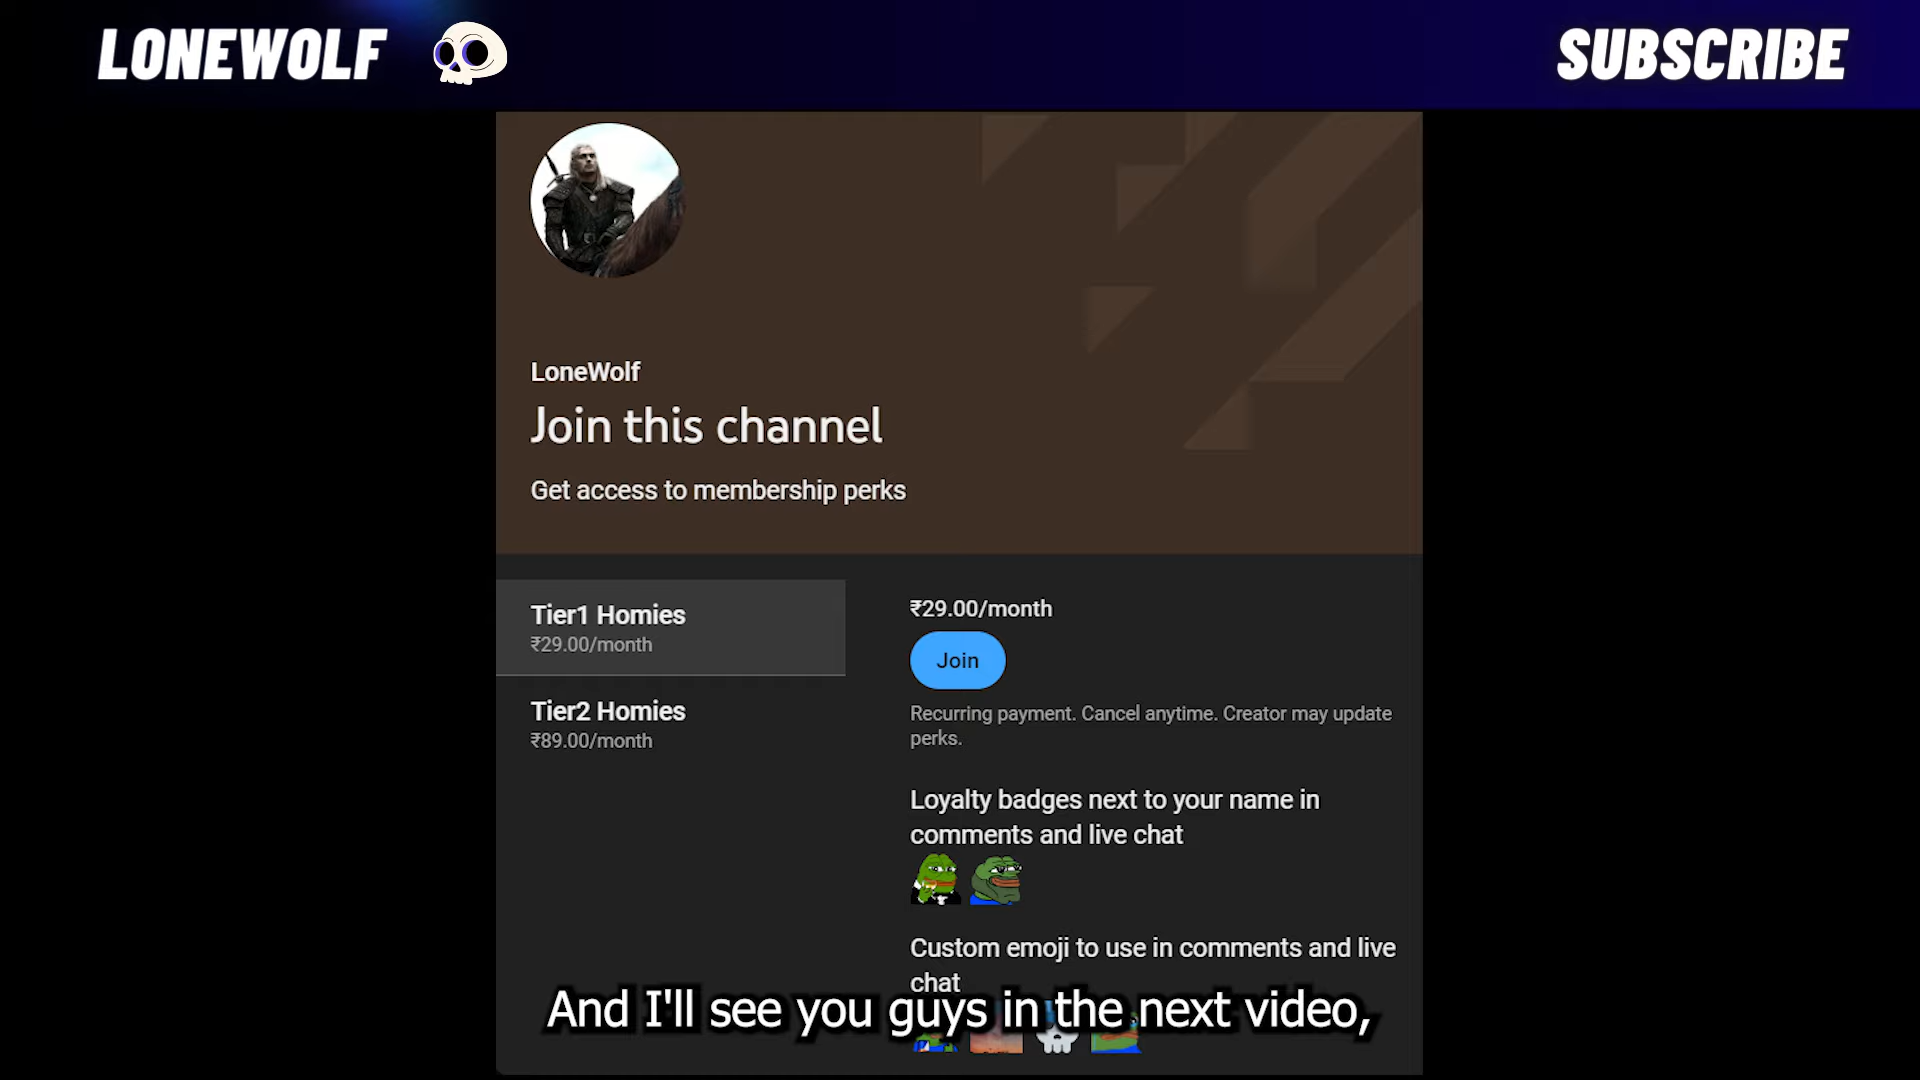 LONEWOLF
SUBSCRIBE
LoneWolf
Join this channel
Get access to membership perks
Tier1 Homies
₹29.00/month
Tier2 Homies
₹89.00/month
₹29.00/month
Join
Recurring payment. Cancel anytime. Creator may update
perks.
Loyalty badges next to your name in
comments and live chat
Custom emoji to use in comments and live
chat
And I'll see you guys in the next video,